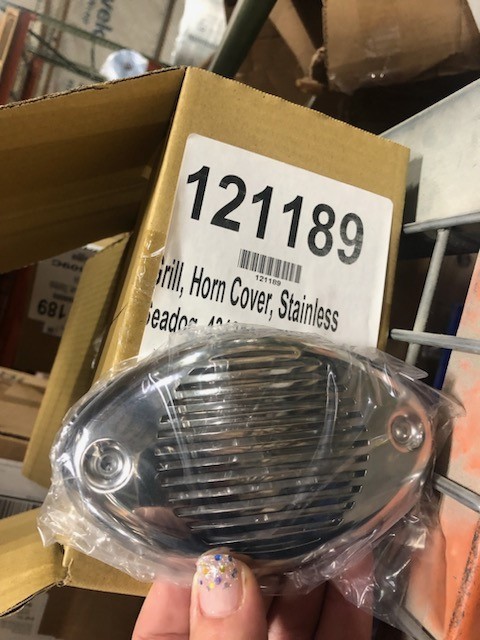 121189
121189
Grill, Horn Cover, Stainless
Seadog,
189